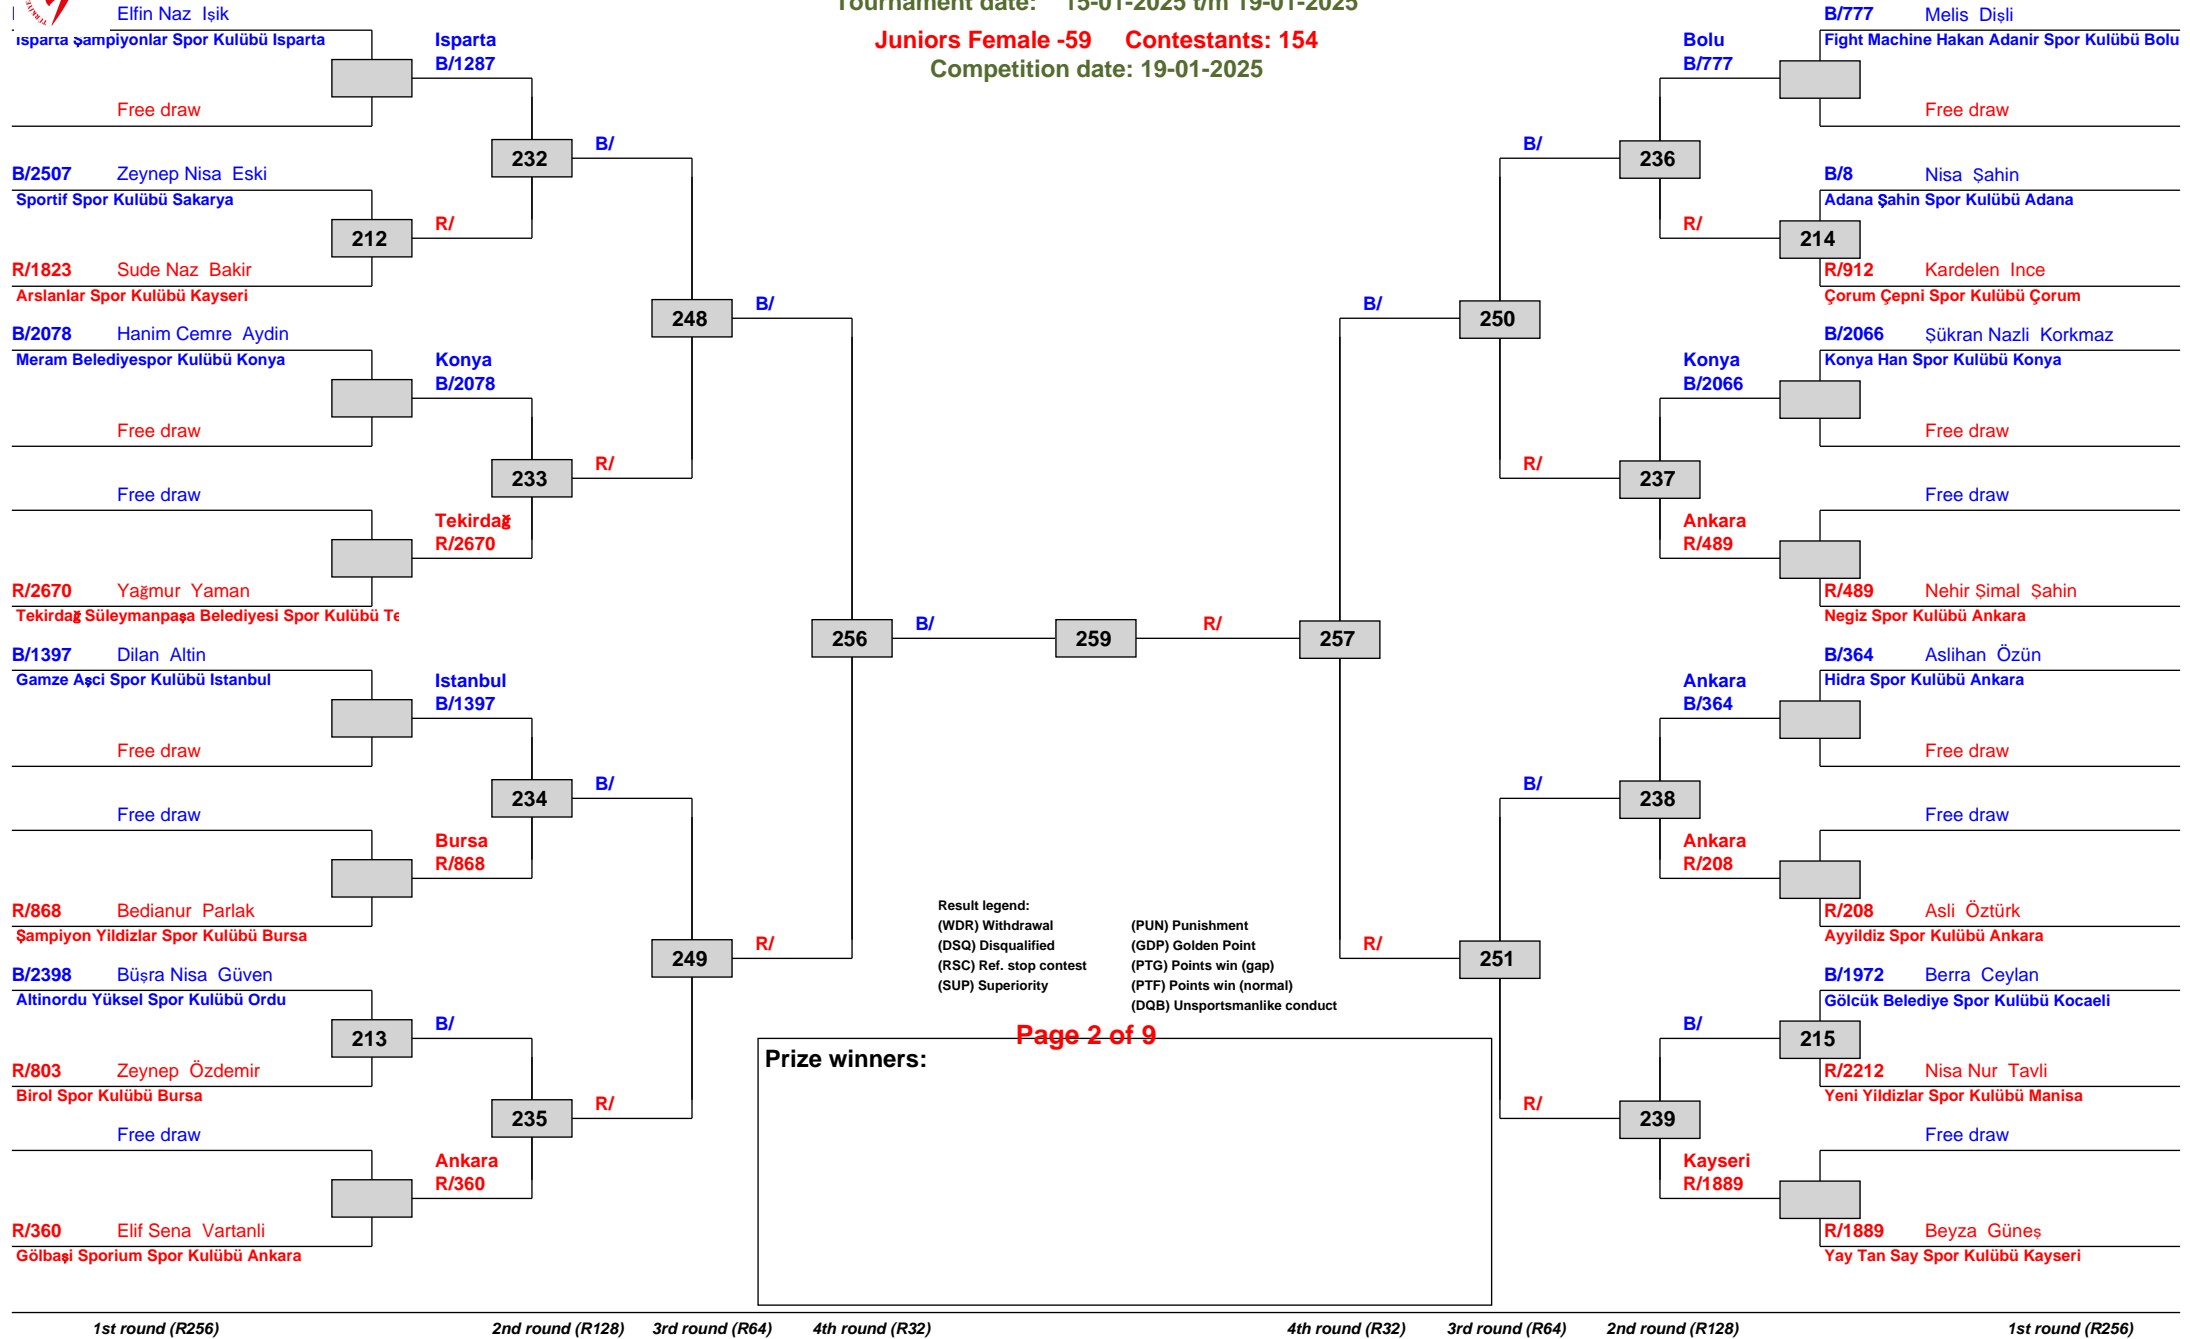 Tournament date: 15-01-2025 t/m 19-01-2025
Juniors Female -59 Contestants: 154
Competition date: 19-01-2025
Elfin Naz Işik
Isparta Şampiyonlar Spor Kulübü Isparta
Isparta
B/1287
Free draw
232
B/
B/2507 Zeynep Nisa Eski
Sportif Spor Kulübü Sakarya
212
R/
R/1823 Sude Naz Bakir
Arslanlar Spor Kulübü Kayseri
248
B/
B/2078 Hanim Cemre Aydin
Meram Belediyespor Kulübü Konya
Konya
B/2078
Free draw
233
R/
Free draw
Tekirdağ
R/2670
R/2670 Yağmur Yaman
Tekirdağ Süleymanpaşa Belediyesi Spor Kulübü Te
256
B/
259
R/
257
B/1397 Dilan Altin
Gamze Aşci Spor Kulübü Istanbul
Istanbul
B/1397
Free draw
234
B/
Free draw
Bursa
R/868
R/868 Bedianur Parlak
Şampiyon Yildizlar Spor Kulübü Bursa
249
R/
B/2398 Büşra Nisa Güven
Altinordu Yüksel Spor Kulübü Ordu
213
B/
R/803 Zeynep Özdemir
Birol Spor Kulübü Bursa
235
R/
Free draw
Ankara
R/360
R/360 Elif Sena Vartanli
Gölbaşi Sporium Spor Kulübü Ankara
B/777 Melis Dişli
Fight Machine Hakan Adanir Spor Kulübü Bolu
Bolu
B/777
Free draw
B/
236
B/8 Nisa Şahin
Adana Şahin Spor Kulübü Adana
R/
214
R/912 Kardelen Ince
Çorum Çepni Spor Kulübü Çorum
B/
250
B/2066 Şükran Nazli Korkmaz
Konya Han Spor Kulübü Konya
Konya
B/2066
Free draw
R/
237
Free draw
Ankara
R/489
R/489 Nehir Şimal Şahin
Negiz Spor Kulübü Ankara
B/364 Aslihan Özün
Hidra Spor Kulübü Ankara
Ankara
B/364
Free draw
B/
238
Free draw
Ankara
R/208
R/208 Asli Öztürk
Ayyildiz Spor Kulübü Ankara
R/
251
B/1972 Berra Ceylan
Gölcük Belediye Spor Kulübü Kocaeli
B/
215
R/2212 Nisa Nur Tavli
Yeni Yildizlar Spor Kulübü Manisa
R/
239
Free draw
Kayseri
R/1889
R/1889 Beyza Güneş
Yay Tan Say Spor Kulübü Kayseri
Result legend:
(WDR) Withdrawal (PUN) Punishment
(DSQ) Disqualified (GDP) Golden Point
(RSC) Ref. stop contest (PTG) Points win (gap)
(SUP) Superiority (PTF) Points win (normal)
(DQB) Unsportsmanlike conduct
Page 2 of 9
Prize winners:
1st round (R256) 2nd round (R128) 3rd round (R64) 4th round (R32) 4th round (R32) 3rd round (R64) 2nd round (R128) 1st round (R256)